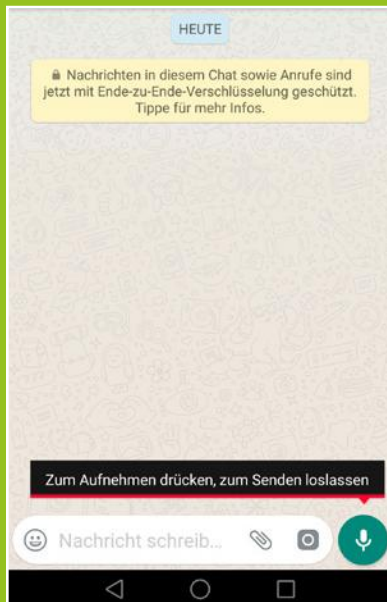 HEUTE
Nachrichten in diesem Chat sowie Anrufe sind
jetzt mit Ende-zu-Ende-Verschlüsselung geschützt.
Tippe für mehr Infos.
Zum Aufnehmen drücken, zum Senden loslassen
Nachricht schreib...